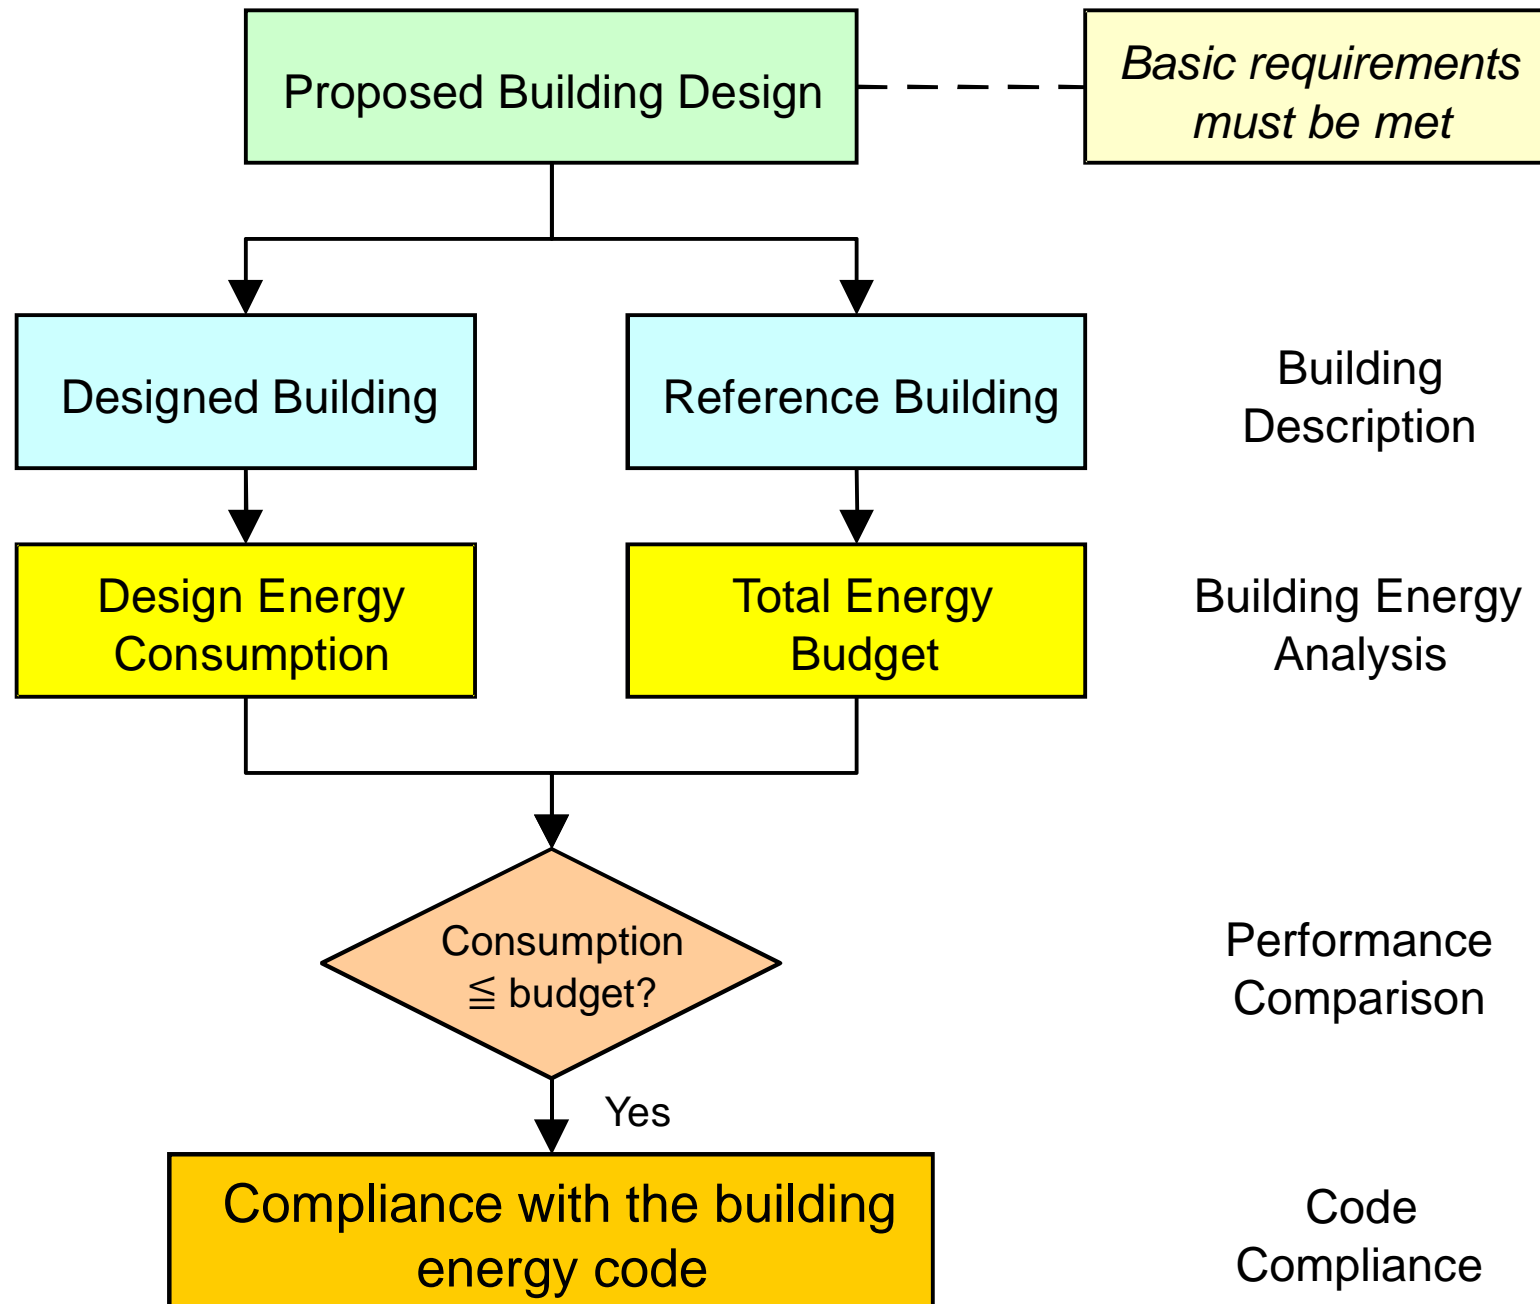 Proposed Building Design
Basic requirements
must be met
Designed Building
Reference Building
Building
Description
Design Energy
Consumption
Total Energy
Budget
Building Energy
Analysis
Consumption
≦ budget?
Performance
Comparison
Yes
Compliance with the building
energy code
Code
Compliance